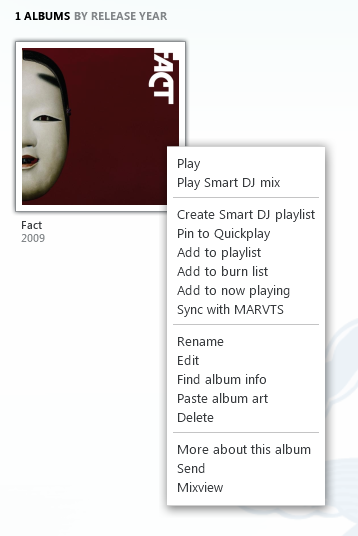 1 ALBUMS BY RELEASE YEAR
FACT
Fact
2009
Play
Play Smart DJ mix
Create Smart DJ playlist
Pin to Quickplay
Add to playlist
Add to burn list
Add to now playing
Sync with MARVTS
Rename
Edit
Find album info
Paste album art
Delete
More about this album
Send
Mixview